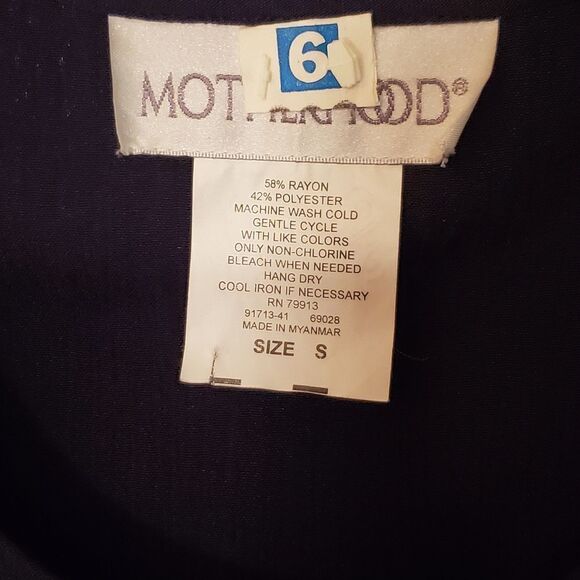 6
MOTHERHOOD®
58% RAYON
42% POLYESTER
MACHINE WASH COLD
GENTLE CYCLE
WITH LIKE COLORS
ONLY NON-CHLORINE
BLEACH WHEN NEEDED
HANG DRY
COOL IRON IF NECESSARY
RN 79913
91713-41 69028
MADE IN MYANMAR
SIZE S